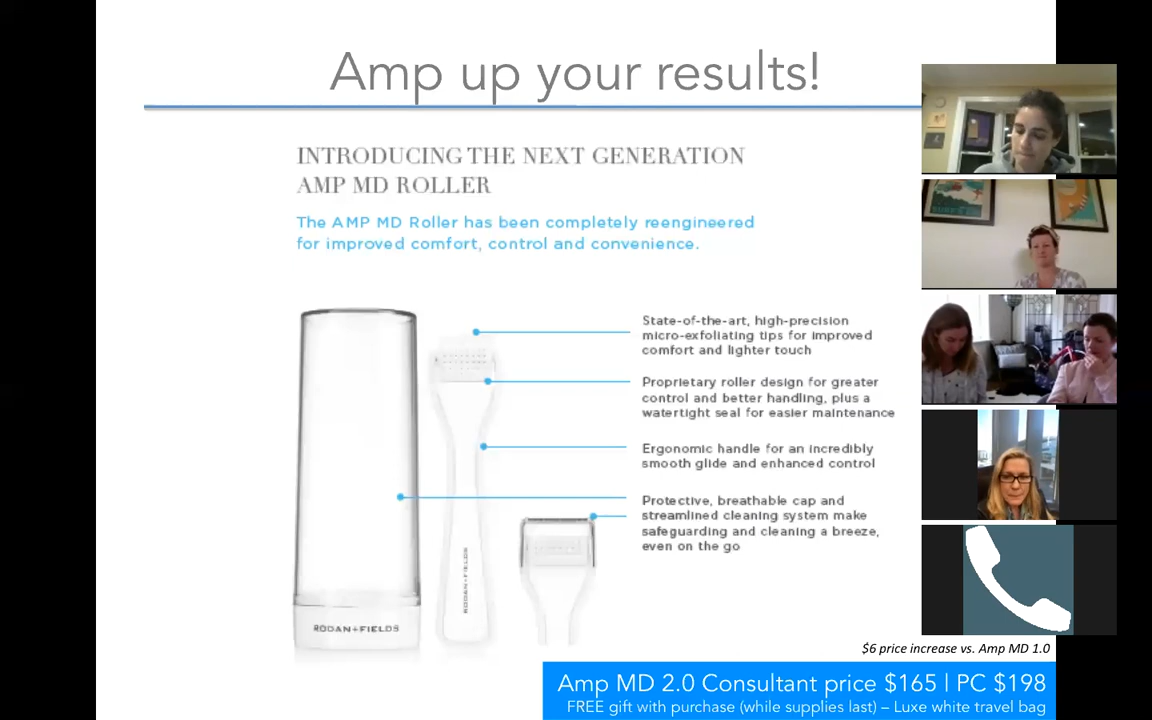 Amp up your results!
INTRODUCING THE NEXT GENERATION
AMP MD ROLLER
The AMP MD Roller has been completely reengineered
for improved comfort, control and convenience.
State-of-the-art, high-precision
micro-exfoliating tips for improved
comfort and lighter touch
Proprietary roller design for greater
control and better handling, plus a
watertight seal for easier maintenance
Ergonomic handle for an incredibly
smooth glide and enhanced control
Protective, breathable cap and
streamlined cleaning system make
safeguarding and cleaning a breeze,
even on the go
RODAN+FIELDS
RODAN+FIELDS
$6 price increase vs. Amp MD 1.0
Amp MD 2.0 Consultant price $165 | PC $198
FREE gift with purchase (while supplies last) – Luxe white travel bag